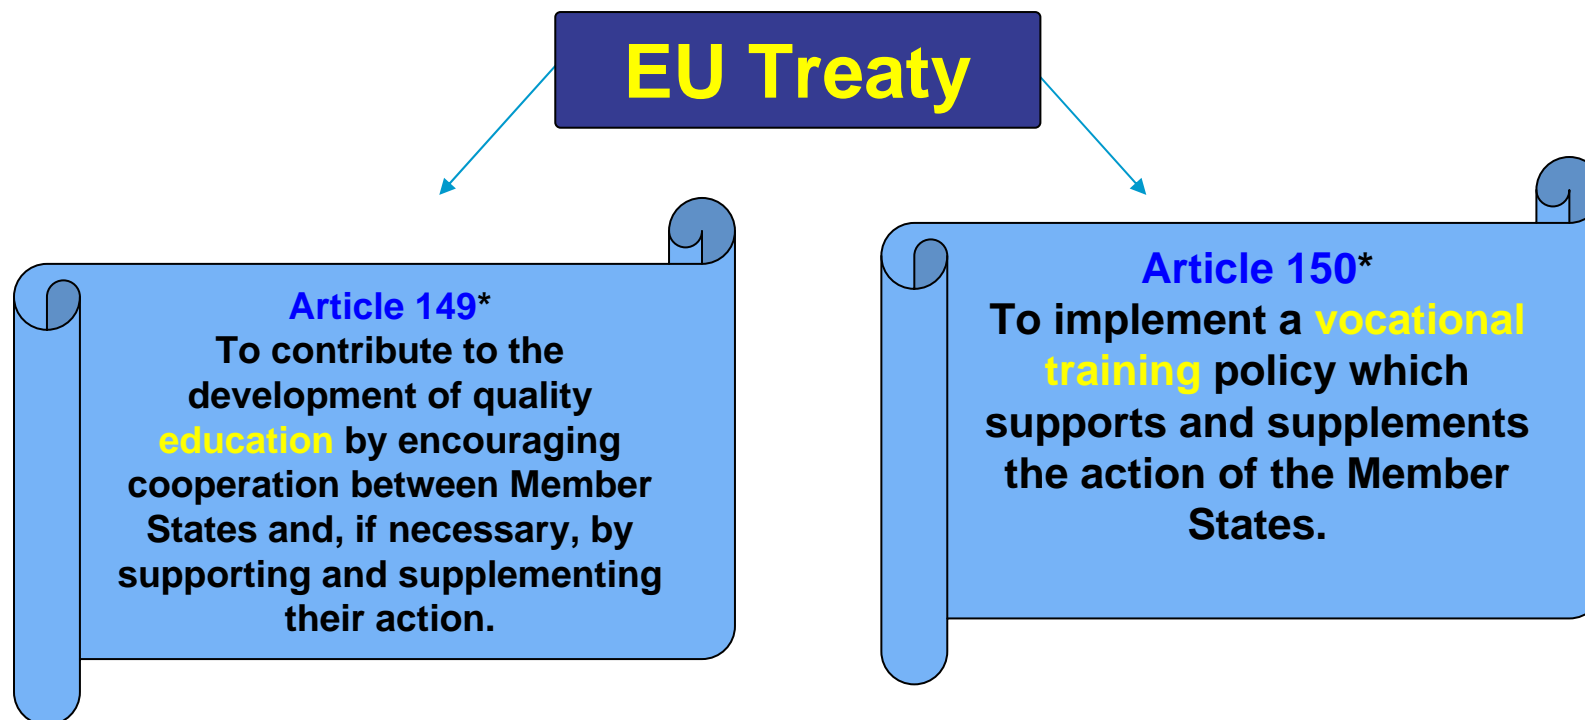 EU Treaty
Article 149*
To contribute to the
development of quality
education by encouraging
cooperation between Member
States and, if necessary, by
supporting and supplementing
their action.
Article 150*
To implement a vocational
training policy which
supports and supplements
the action of the Member
States.